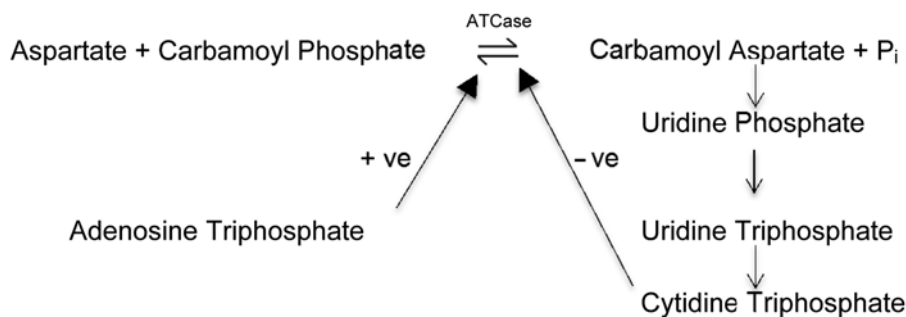 ATCase
Aspartate + Carbamoyl Phosphate ⇌ Carbamoyl Aspartate + Pi
Uridine Phosphate
+ ve − ve
Adenosine Triphosphate Uridine Triphosphate
Cytidine Triphosphate